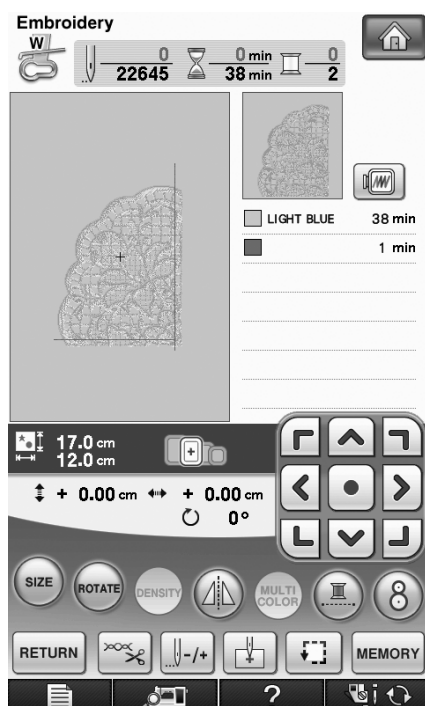 Embroidery
W
0 0 min 0
22645 38 min 2
LIGHT BLUE 38 min
1 min
17.0 cm
12.0 cm
+ 0.00 cm + 0.00 cm
0°
SIZE ROTATE DENSITY MULTI COLOR 8
RETURN -/+ MEMORY
? i